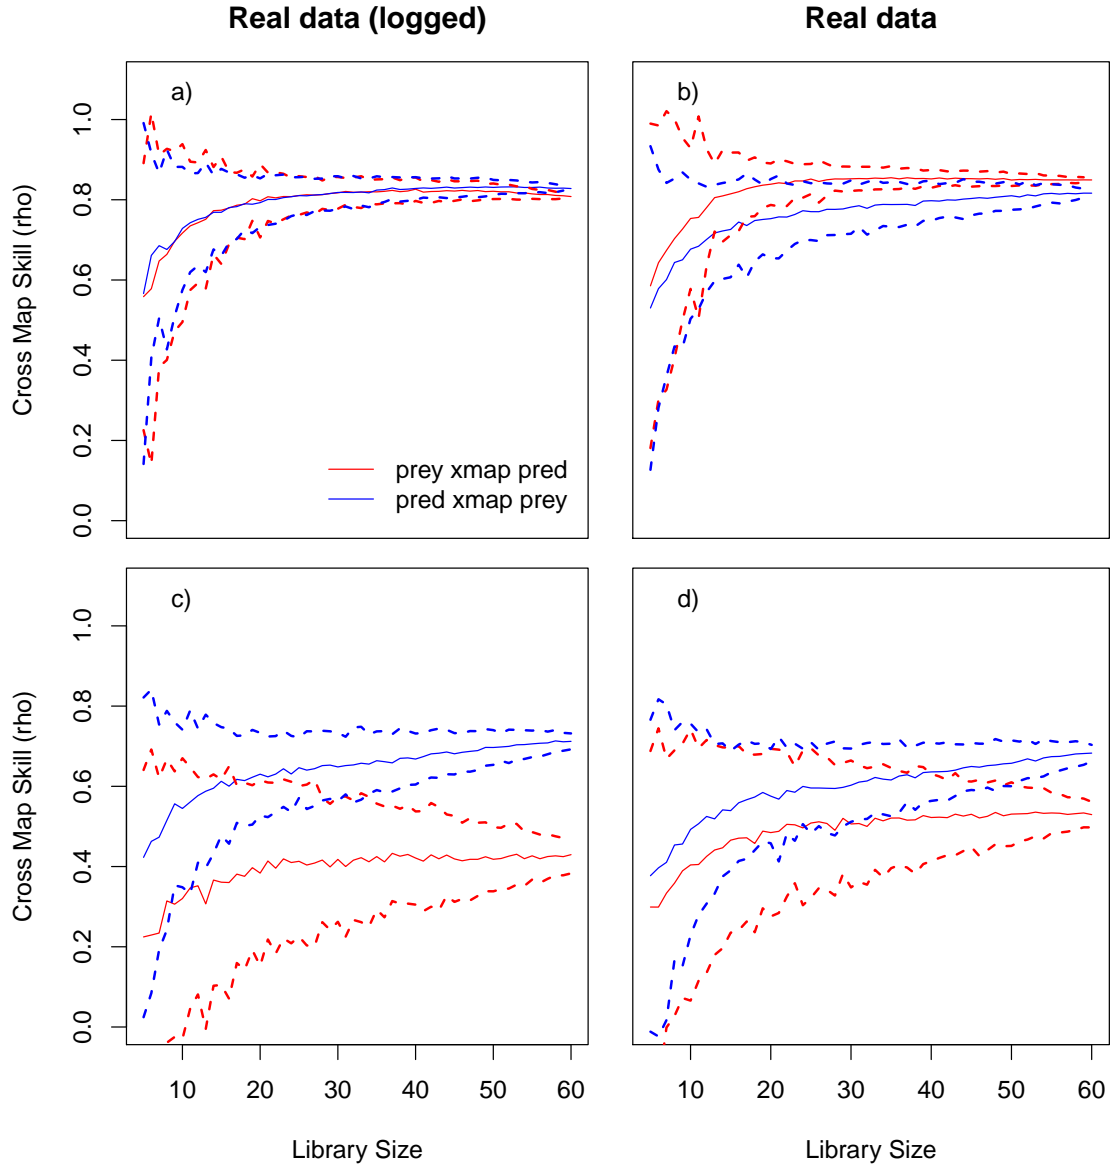 Real data (logged)
Real data
a)
b)
Cross Map Skill (rho)
1.0
0.8
0.6
0.4
0.2
0.0
prey xmap pred
pred xmap prey
c)
d)
Cross Map Skill (rho)
1.0
0.8
0.6
0.4
0.2
0.0
10 20 30 40 50 60
10 20 30 40 50 60
Library Size
Library Size